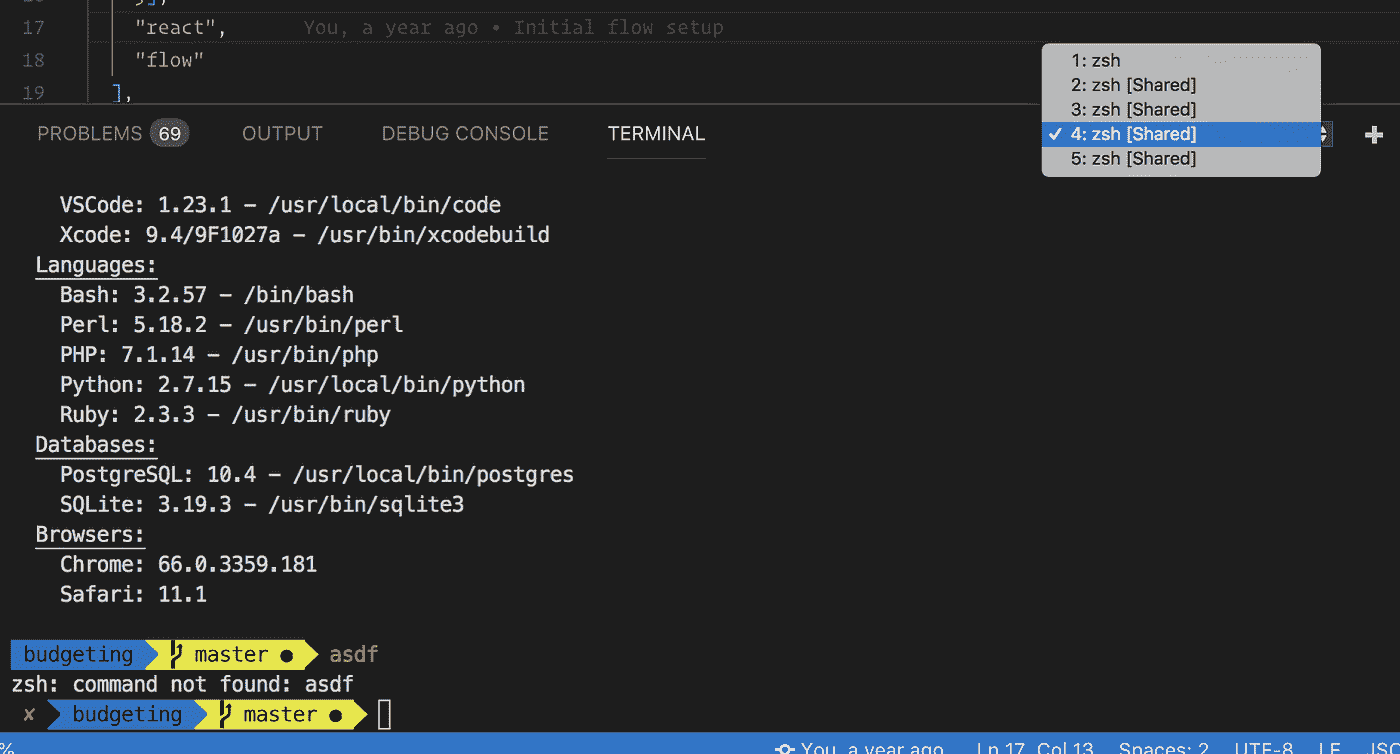 17 "react", You, a year ago • Initial flow setup
18 "flow"
19 ],
1: zsh
2: zsh [Shared]
3: zsh [Shared]
✓ 4: zsh [Shared]
5: zsh [Shared]
PROBLEMS 69 OUTPUT DEBUG CONSOLE TERMINAL
VSCode: 1.23.1 – /usr/local/bin/code
Xcode: 9.4/9F1027a – /usr/bin/xcodebuild
Languages:
Bash: 3.2.57 – /bin/bash
Perl: 5.18.2 – /usr/bin/perl
PHP: 7.1.14 – /usr/bin/php
Python: 2.7.15 – /usr/local/bin/python
Ruby: 2.3.3 – /usr/bin/ruby
Databases:
PostgreSQL: 10.4 – /usr/local/bin/postgres
SQLite: 3.19.3 – /usr/bin/sqlite3
Browsers:
Chrome: 66.0.3359.181
Safari: 11.1
budgeting master ● asdf
zsh: command not found: asdf
✘ budgeting master ●
% You, a year ago Ln 17, Col 13 Spaces: 2 UTF-8 LF JSO